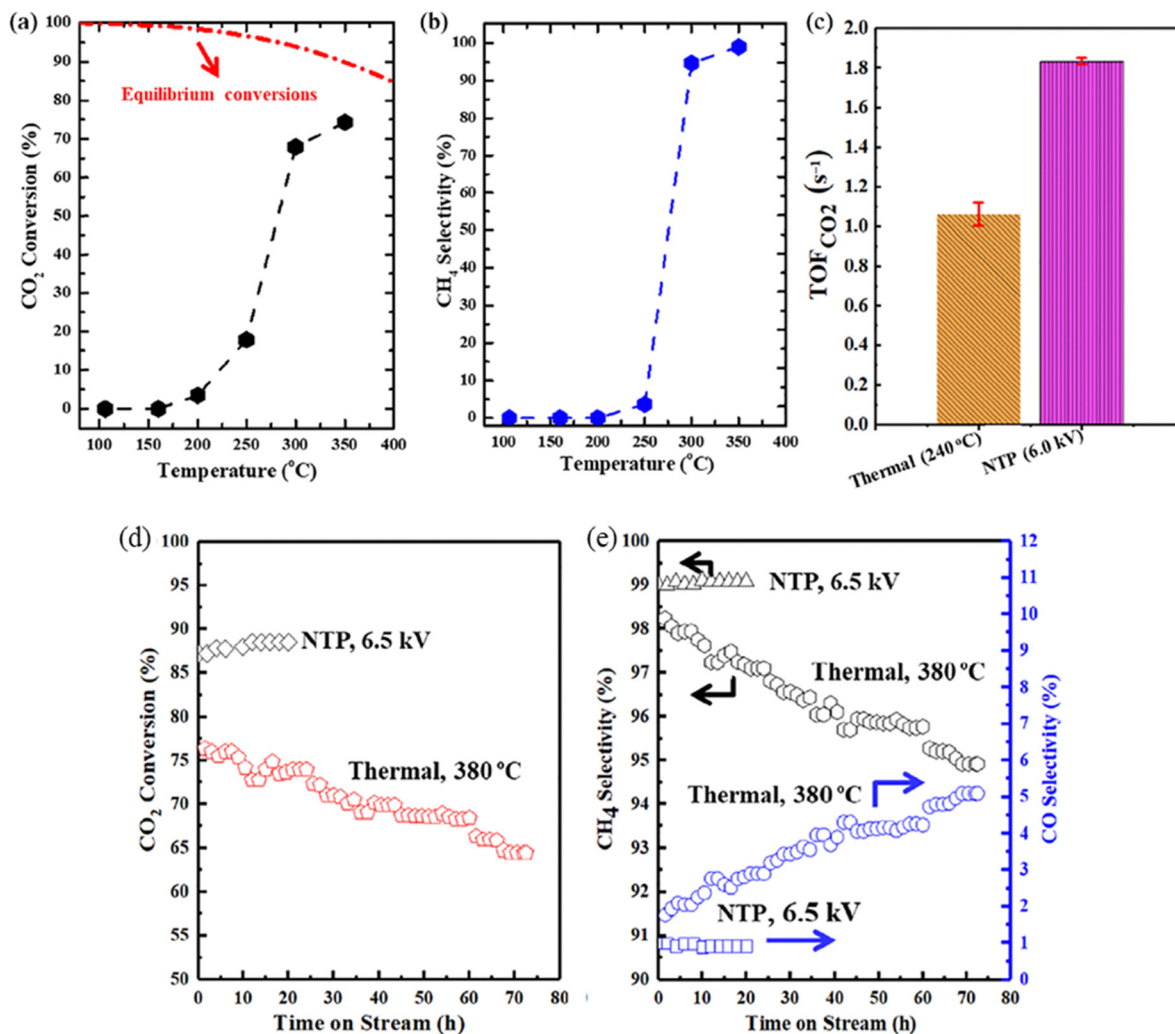 (a)
100
90
80
70
60
50
40
30
20
10
0
CO₂ Conversion (%)
Equilibrium conversions
100 150 200 250 300 350 400
Temperature (°C)
(b)
100
90
80
70
60
50
40
30
20
10
0
CH₄ Selectivity (%)
100 150 200 250 300 350 400
Temperature (°C)
(c)
2.0
1.8
1.6
1.4
1.2
1.0
0.8
0.6
0.4
0.2
0.0
TOF CO2 (s⁻¹)
Thermal (240 °C)
NTP (6.0 kV)
(d)
100
95
90
85
80
75
70
65
60
55
50
CO₂ Conversion (%)
NTP, 6.5 kV
Thermal, 380 °C
0 10 20 30 40 50 60 70 80
Time on Stream (h)
(e)
100
99
98
97
96
95
94
93
92
91
90
CH4 Selectivity (%)
NTP, 6.5 kV
Thermal, 380 °C
Thermal, 380 °C
NTP, 6.5 kV
12
11
10
9
8
7
6
5
4
3
2
1
0
CO Selectivity (%)
0 10 20 30 40 50 60 70 80
Time on Stream (h)